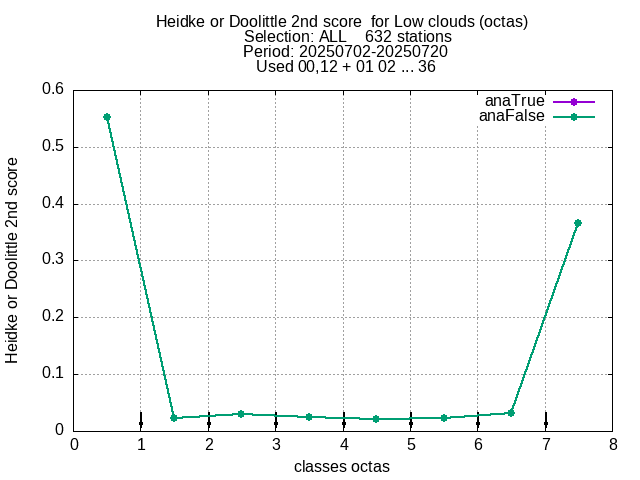 Heidke or Doolittle 2nd score  for Low clouds (octas)
Selection: ALL    632 stations
Period: 20250702-20250720
Used 00,12 + 01 02 ... 36
anaTrue
anaFalse
Heidke or Doolittle 2nd score
0.6
0.5
0.4
0.3
0.2
0.1
0
0 1 2 3 4 5 6 7 8
classes octas